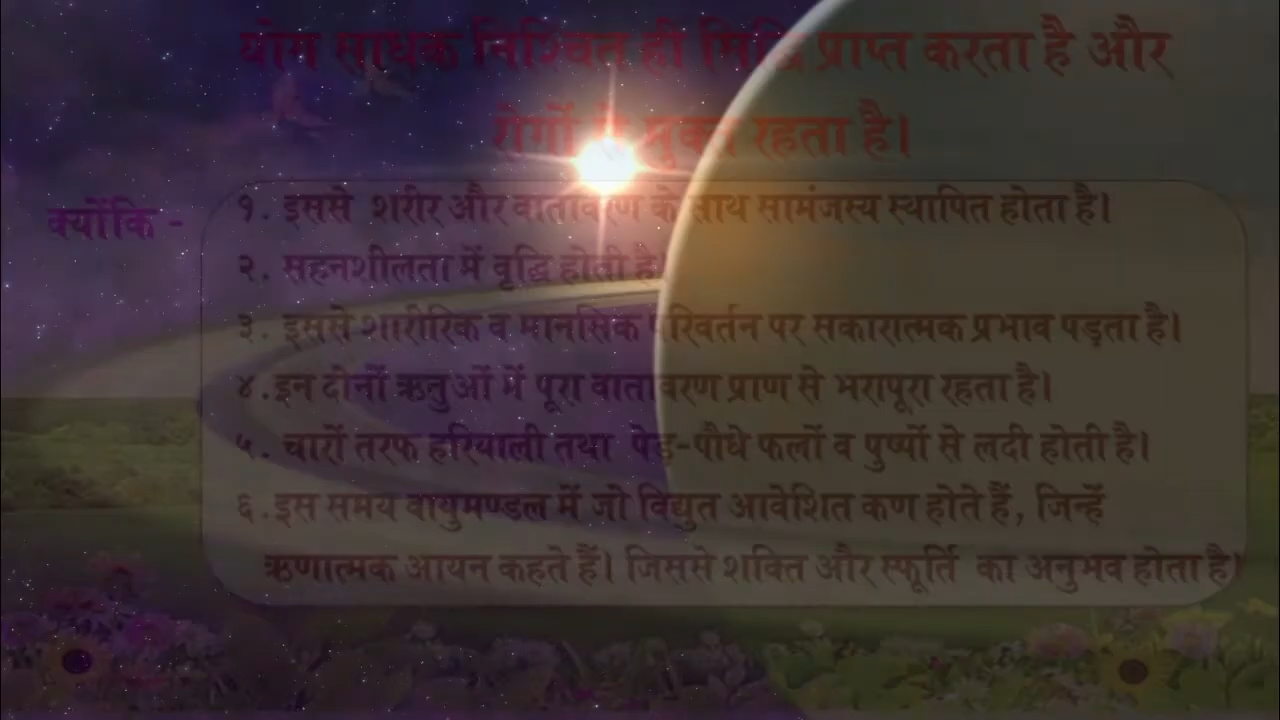 योग साधक निश्चित ही सिद्धि प्राप्त करता है और
रोगों से मुक्त रहता है।
क्योंकि -
१. इससे शरीर और वातावरण के साथ सामंजस्य स्थापित होता है।
२. सहनशीलता में वृद्धि होती है।
३. इससे शारीरिक व मानसिक परिवर्तन पर सकारात्मक प्रभाव पड़ता है।
४.इन दोनों ऋतुओं में पूरा वातावरण प्राण से भरापूरा रहता है।
५. चारों तरफ हरियाली तथा पेड़-पौधे फलों व पुष्पों से लदी होती है।
६.इस समय वायुमण्डल में जो विद्युत आवेशित कण होते हैं, जिन्हें
ऋणात्मक आयन कहते हैं। जिससे शक्ति और स्फूर्ति का अनुभव होता है।